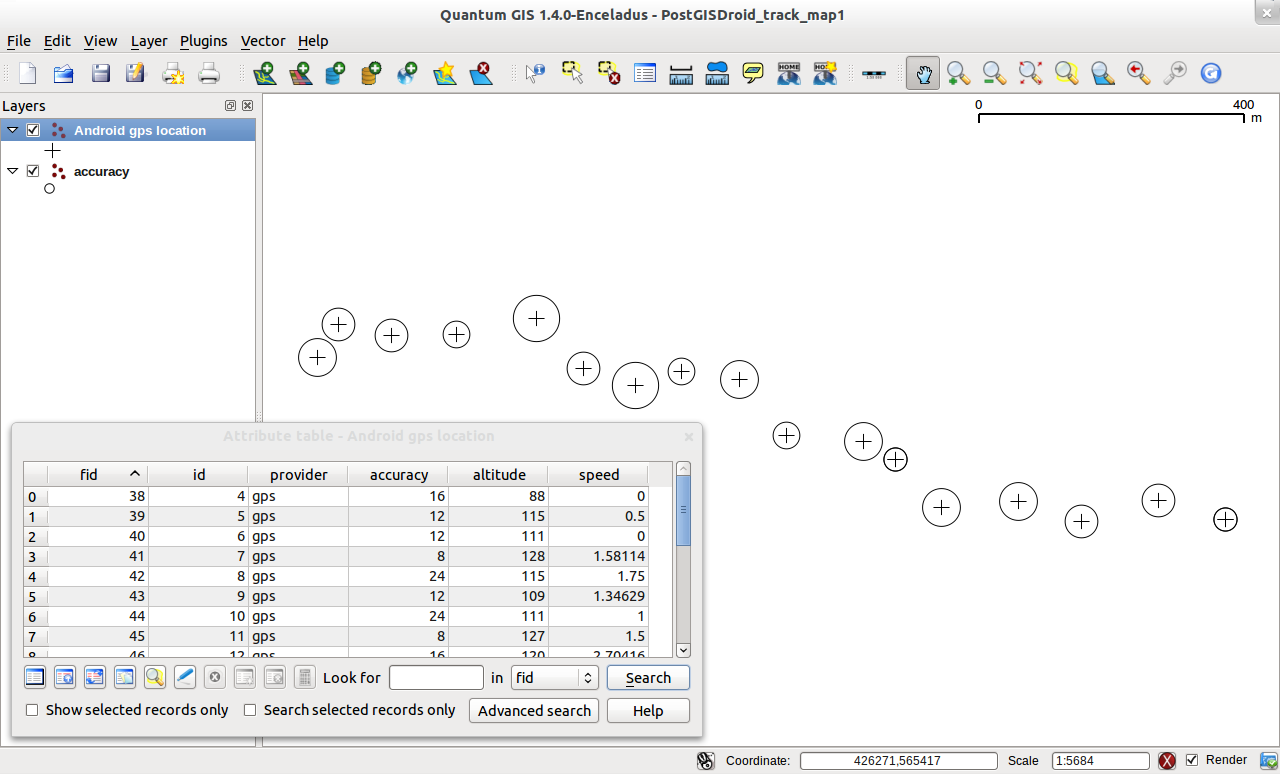 Quantum GIS 1.4.0-Enceladus - PostGISDroid_track_map1
File Edit View Layer Plugins Vector Help
Layers
Android gps location
accuracy
0 400
m
Attribute table - Android gps location
fid id provider accuracy altitude speed
0 38 4 gps 16 88 0
1 39 5 gps 12 115 0.5
2 40 6 gps 12 111 0
3 41 7 gps 8 128 1.58114
4 42 8 gps 24 115 1.75
5 43 9 gps 12 109 1.34629
6 44 10 gps 24 111 1
7 45 11 gps 8 127 1.5
8 46 12 gps 16 120 2.70416
Look for in fid Search
Show selected records only Search selected records only Advanced search Help
Coordinate: 426271,565417 Scale 1:5684 Render